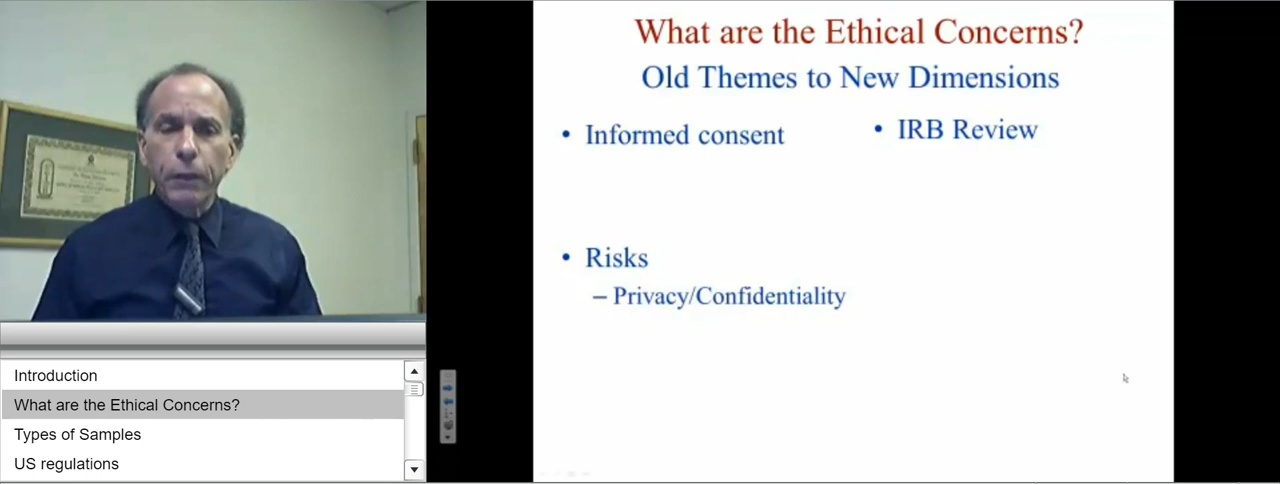 What are the Ethical Concerns?
Old Themes to New Dimensions
• Informed consent
• IRB Review
• Risks
– Privacy/Confidentiality
Introduction
What are the Ethical Concerns?
Types of Samples
US regulations